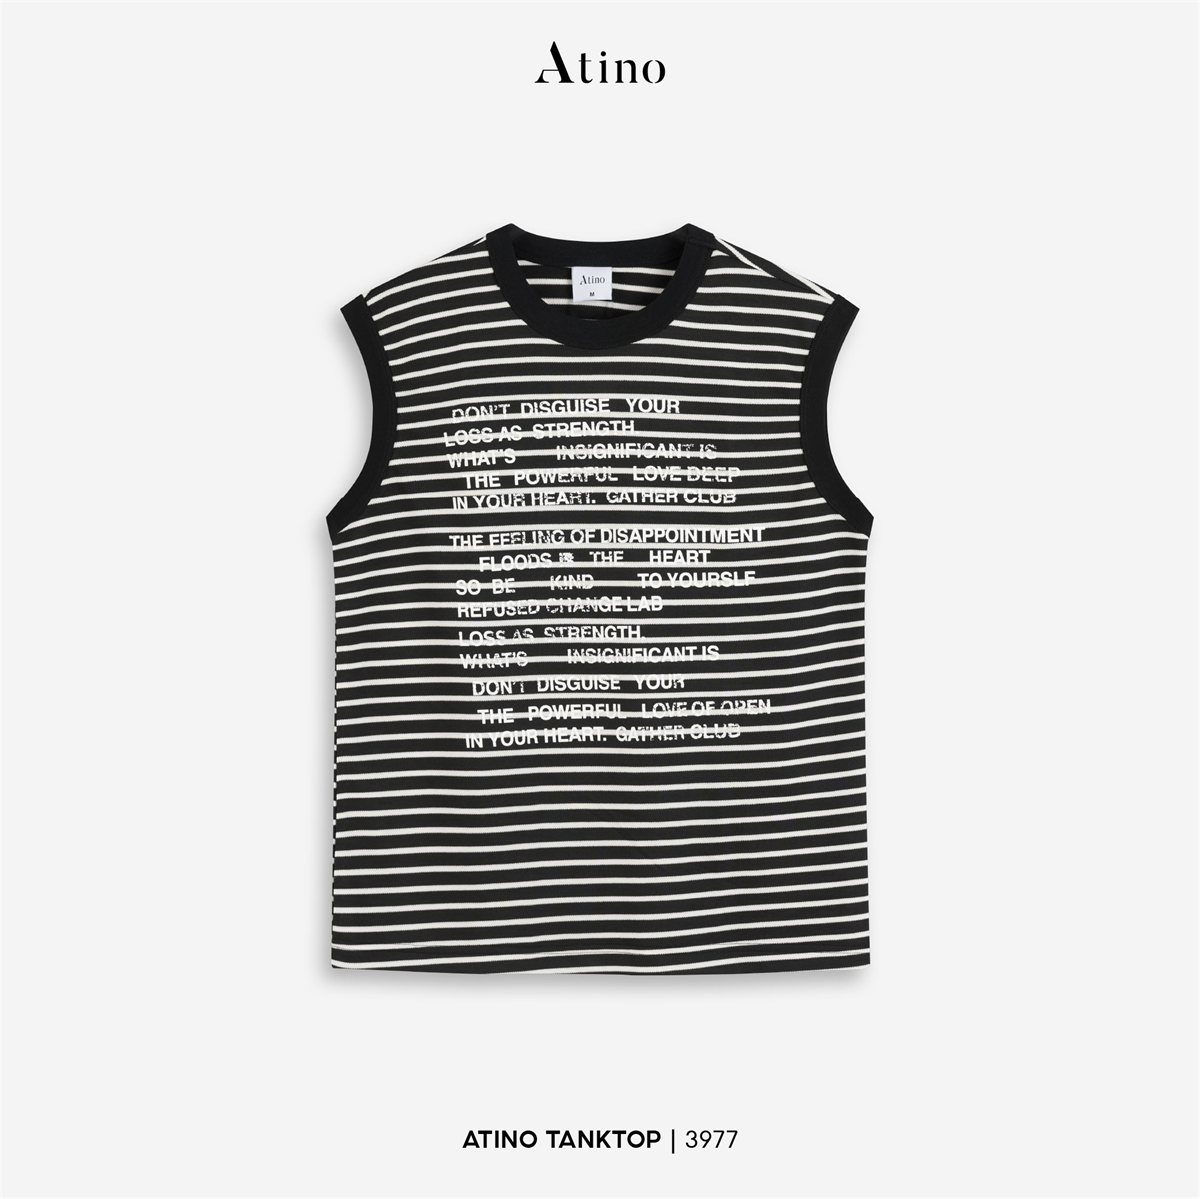 Atino
Atino
M
DON'T DISGUISE YOUR
LOSS AS STRENGTH.
WHAT'S INSIGNIFICANT IS
THE POWERFUL LOVE DEEP
IN YOUR HEART. GATHER CLUB
THE FEELING OF DISAPPOINTMENT
FLOODS IS THE HEART
SO BE KIND TO YOURSLF
REFUSED CHANGE LAB
LOSS AS STRENGTH.
WHAT'S INSIGNIFICANT IS
DON'T DISGUISE YOUR
THE POWERFUL LOVE OF OPEN
IN YOUR HEART. GATHER CLUB
ATINO TANKTOP | 3977